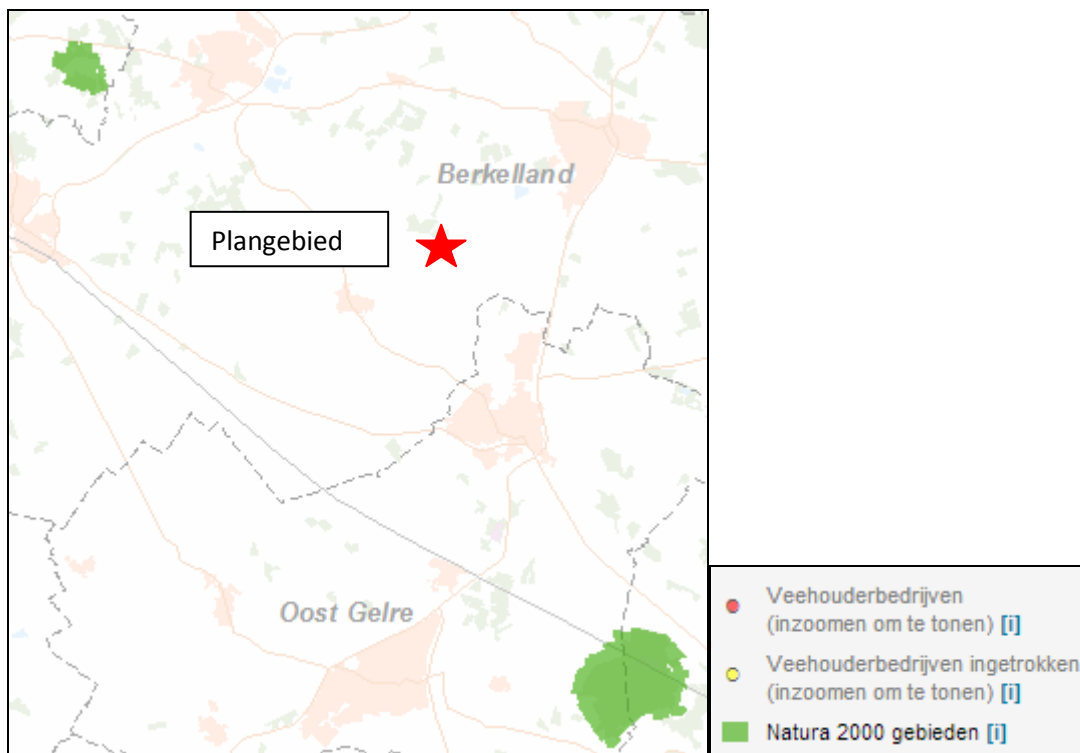 Berkelland
Plangebied
Oost Gelre
Veehouderbedrijven
(inzoomen om te tonen) [i]
Veehouderbedrijven ingetrokken
(inzoomen om te tonen) [i]
Natura 2000 gebieden [i]